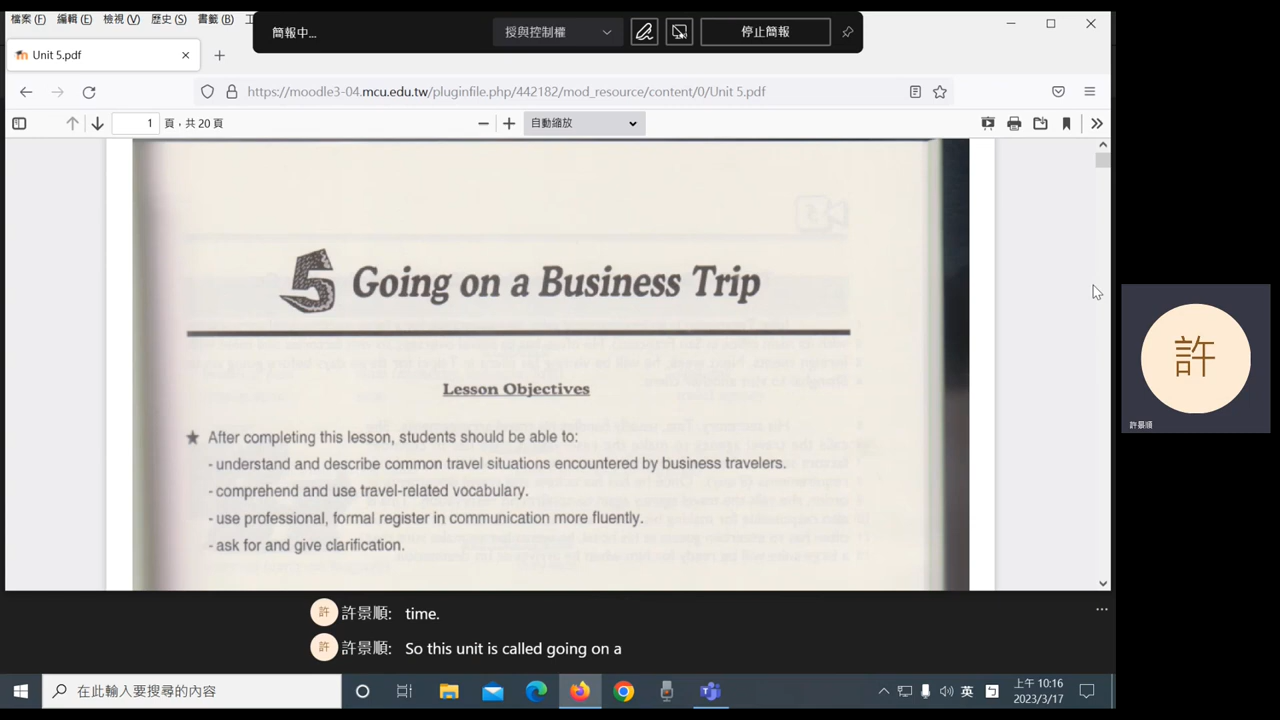 檔案 (F) 編輯 (E) 檢視 (V) 歷史 (S) 書籤 (B)
簡報中...
授與控制權
停止簡報
Unit 5.pdf
https://moodle3-04.mcu.edu.tw/pluginfile.php/442182/mod_resource/content/0/Unit 5.pdf
1 頁，共 20 頁
自動縮放
5 Going on a Business Trip
Lesson Objectives
★ After completing this lesson, students should be able to:
- understand and describe common travel situations encountered by business travelers.
- comprehend and use travel-related vocabulary.
- use professional, formal register in communication more fluently.
- ask for and give clarification.
許
許景順
許 許景順: time.
許 許景順: So this unit is called going on a
在此輸入要搜尋的文字
英
上午 10:16
2023/3/17